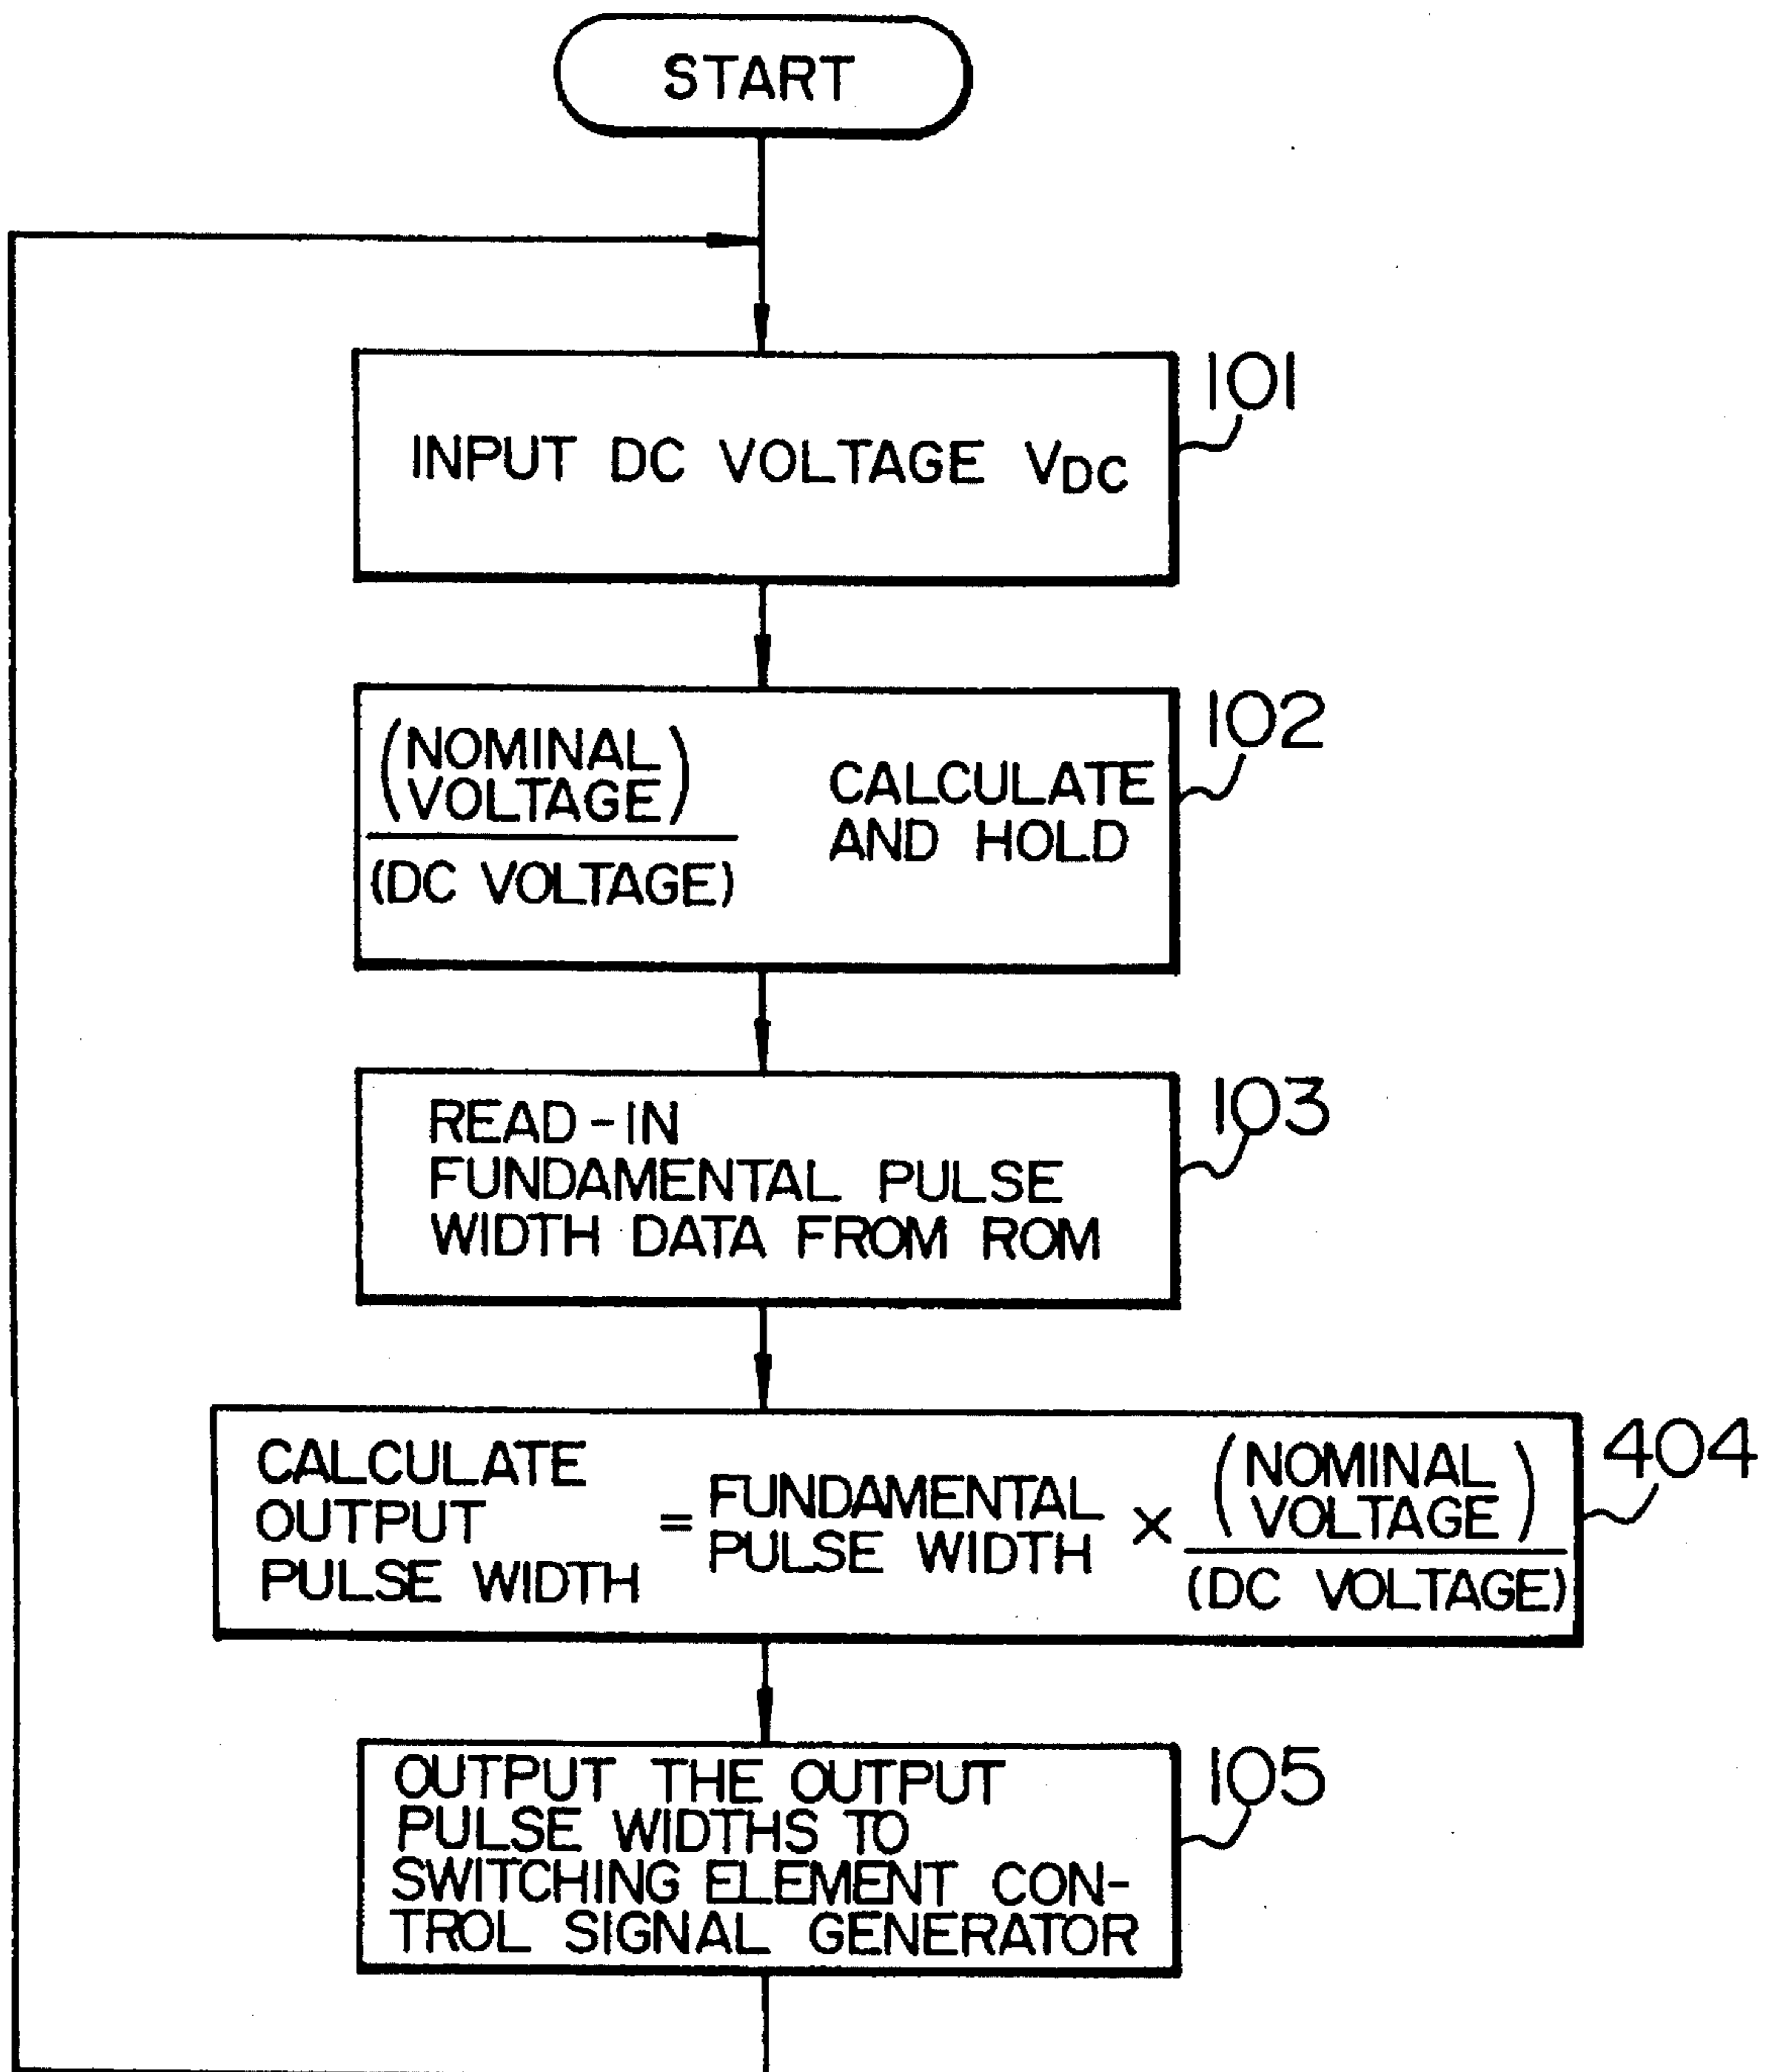 START
INPUT DC VOLTAGE VDC
101
(NOMINAL
VOLTAGE)
(DC VOLTAGE)
CALCULATE
AND HOLD
102
READ-IN
FUNDAMENTAL PULSE
WIDTH DATA FROM ROM
103
CALCULATE
OUTPUT
PULSE WIDTH
=
FUNDAMENTAL
PULSE WIDTH
×
(NOMINAL
VOLTAGE)
(DC VOLTAGE)
404
OUTPUT THE OUTPUT
PULSE WIDTHS TO
SWITCHING ELEMENT CON-
TROL SIGNAL GENERATOR
105